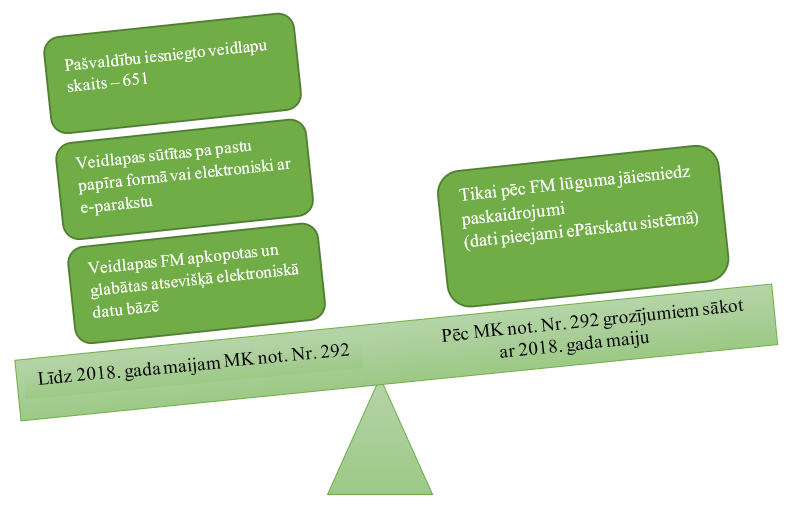 Pašvaldību iesniegto veidlapu
skaits – 651
Veidlapas sūtītas pa pastu
papīra formā vai elektroniski ar
e-parakstu
Veidlapas FM apkopotas un
glabātas atsevišķā elektroniskā
datu bāzē
Tikai pēc FM lūguma jāiesniedz
paskaidrojumi
(dati pieejami ePārskatu sistēmā)
Līdz 2018. gada maijam MK not. Nr. 292
Pēc MK not. Nr. 292 grozījumiem sākot
ar 2018. gada maiju